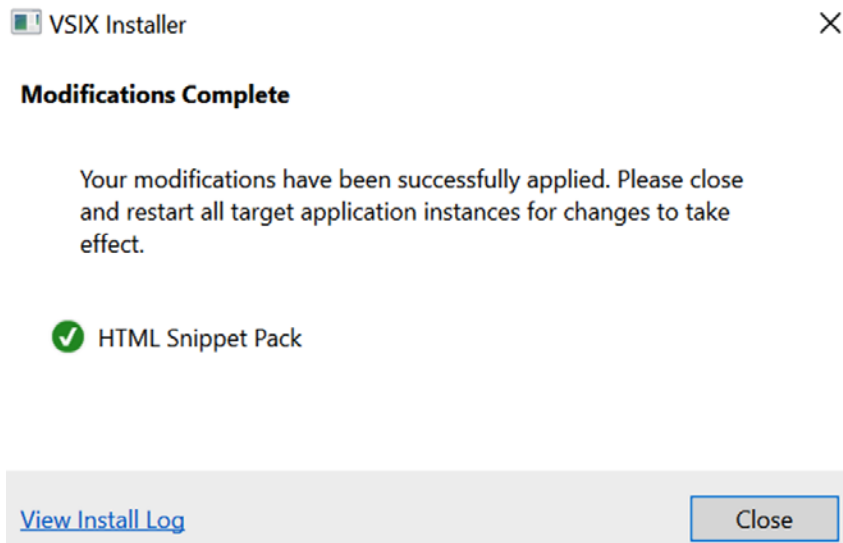 VSIX Installer
Modifications Complete
Your modifications have been successfully applied. Please close
and restart all target application instances for changes to take
effect.
HTML Snippet Pack
View Install Log
Close